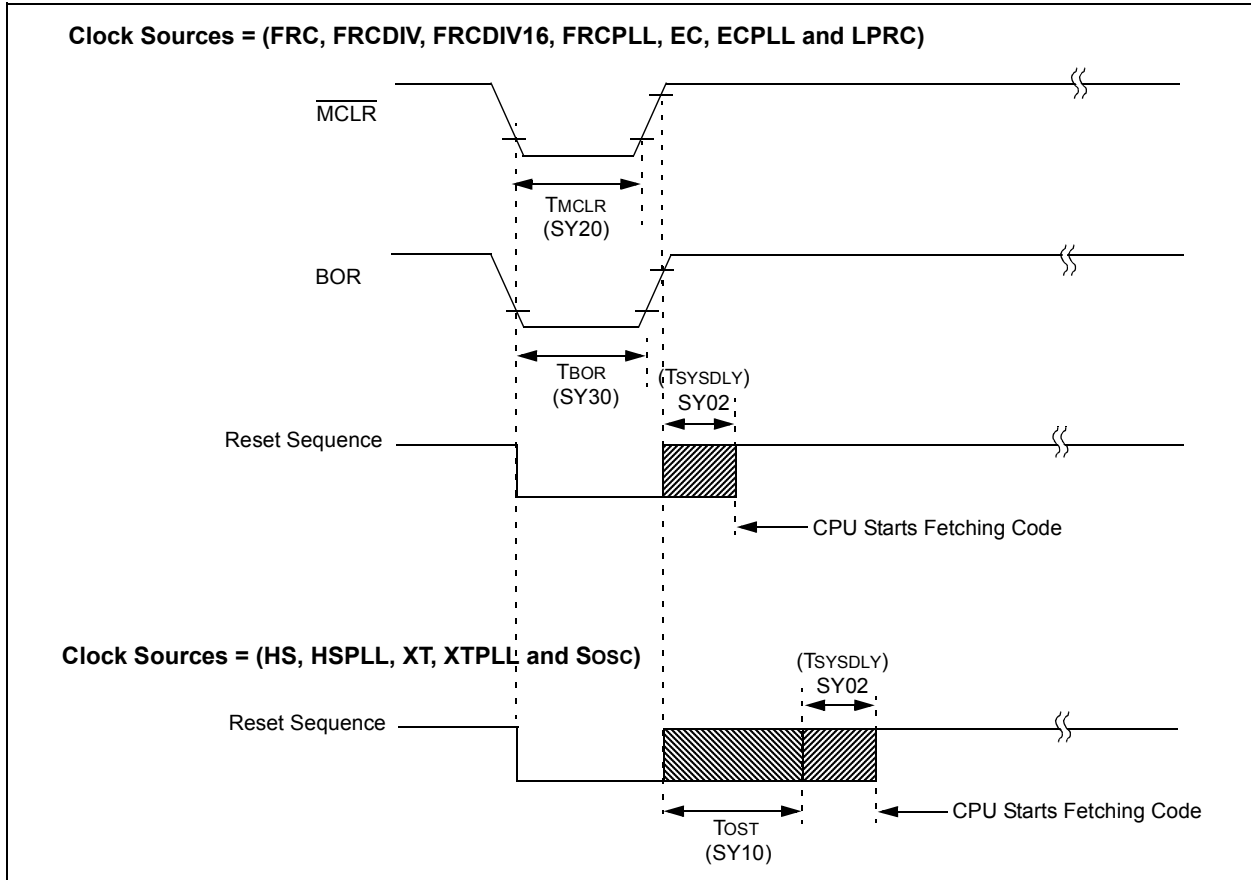 Clock Sources = (FRC, FRCDIV, FRCDIV16, FRCPLL, EC, ECPLL and LPRC)
MCLR
TMCLR
(SY20)
BOR
TBOR
(SY30)
(TSYSDLY)
SY02
Reset Sequence
CPU Starts Fetching Code
Clock Sources = (HS, HSPLL, XT, XTPLL and SOSC)
(TSYSDLY)
SY02
Reset Sequence
CPU Starts Fetching Code
TOST
(SY10)